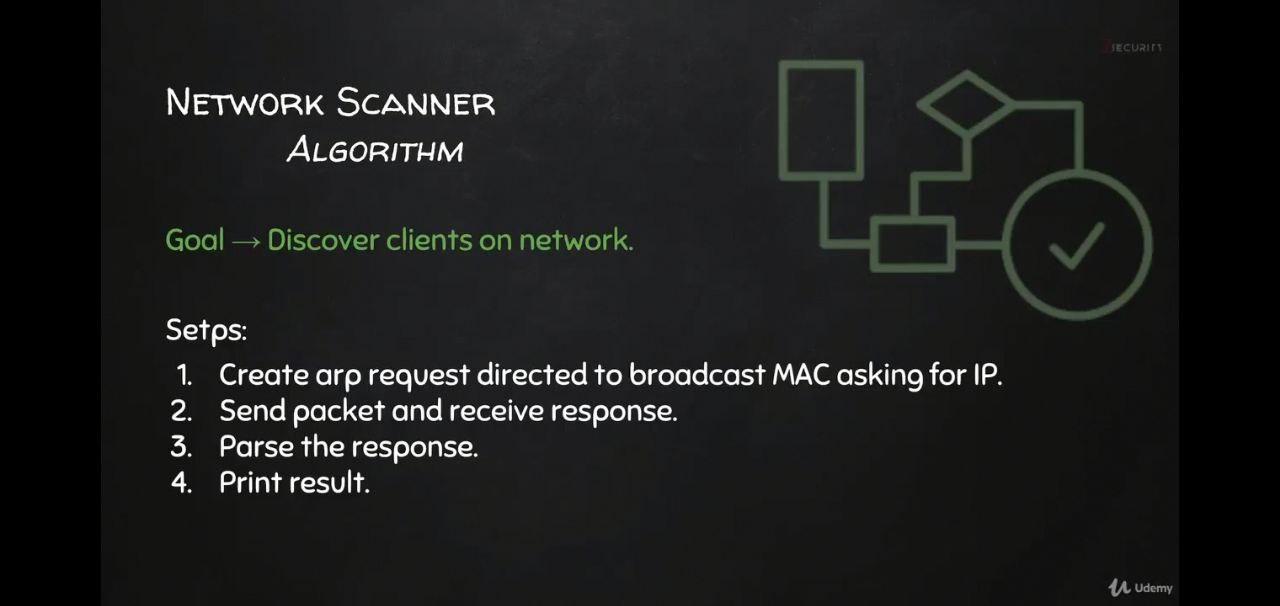 NETWORK SCANNER
ALGORITHM
Goal → Discover clients on network.
Setps:
1. Create arp request directed to broadcast MAC asking for IP.
2. Send packet and receive response.
3. Parse the response.
4. Print result.
SECURITY
Udemy